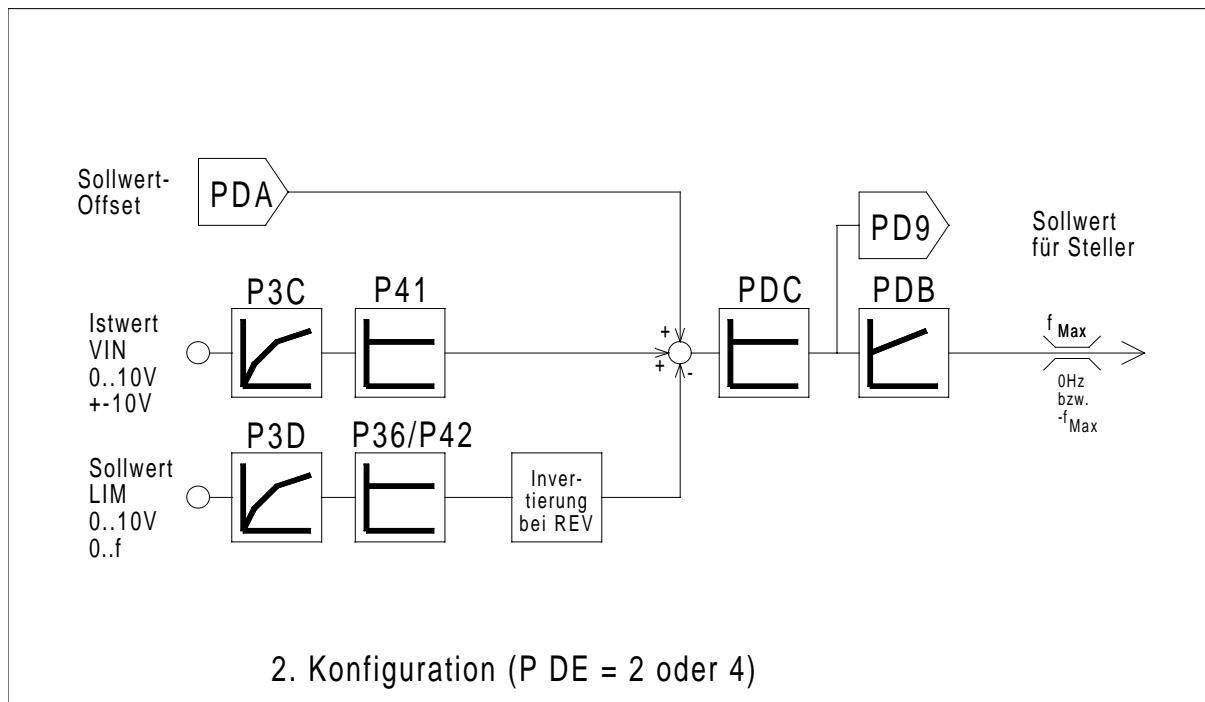 Sollwert-
Offset
PDA
PD9
Sollwert
für Steller
P3C
P41
PDC
PDB
Istwert
VIN
0..10V
+-10V
+
+
-
f Max
0Hz
bzw.
-f Max
P3D
P36/P42
Sollwert
LIM
0..10V
0..f
Inver-
tierung
bei REV
2. Konfiguration (P DE = 2 oder 4)